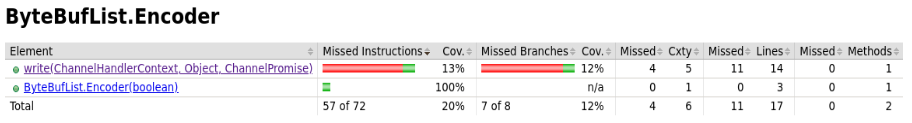 ByteBufList.Encoder
Element Missed Instructions Cov. Missed Branches Cov. Missed Cxty Missed Lines Missed Methods
write(ChannelHandlerContext, Object, ChannelPromise) 13% 12% 4 5 11 14 0 1
ByteBufList.Encoder(boolean) 100% n/a 0 1 0 3 0 1
Total 57 of 72 20% 7 of 8 12% 4 6 11 17 0 2